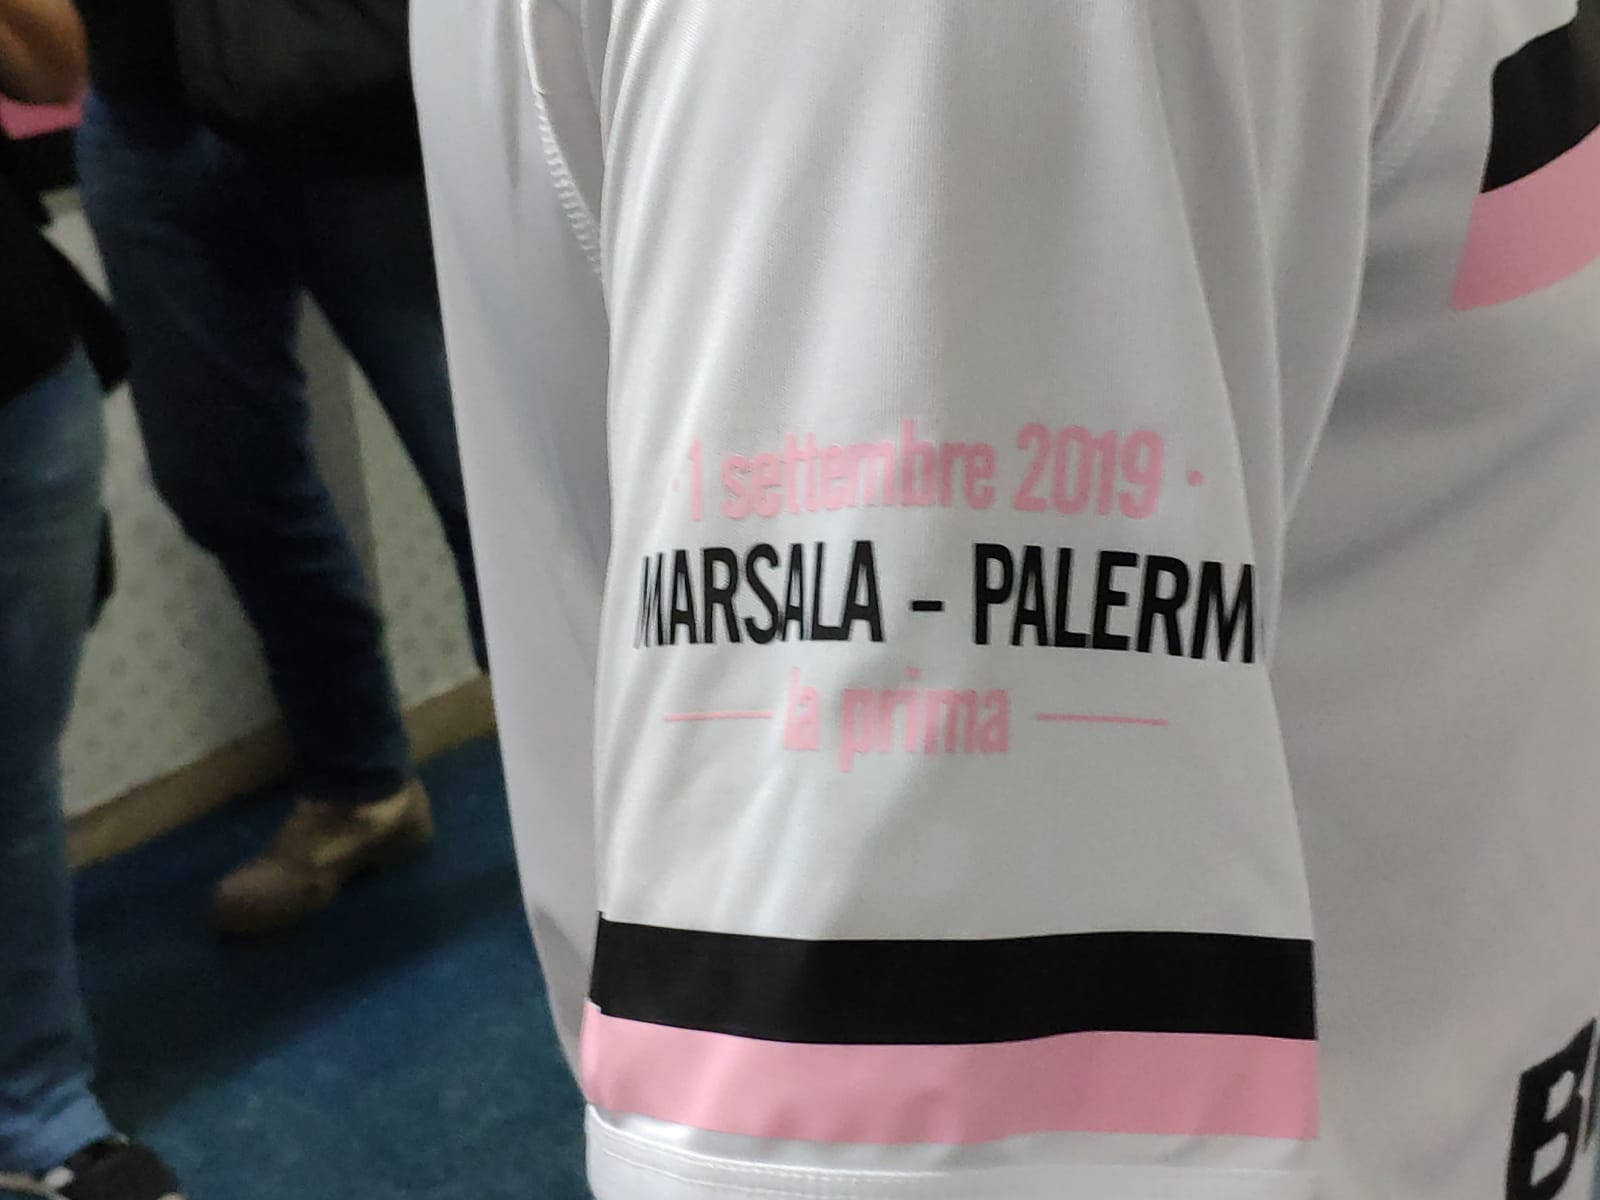 · 1 settembre 2019 ·
MARSALA - PALERM
la prima